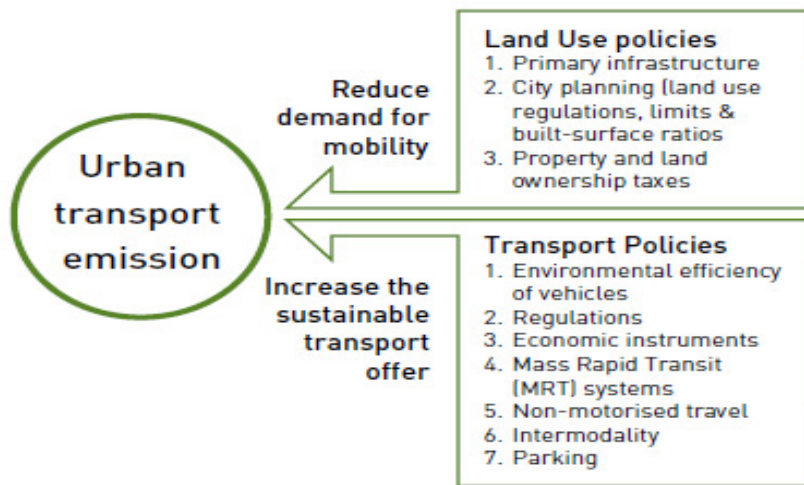 Urban
transport
emission
Reduce
demand for
mobility
Increase the
sustainable
transport
offer
Land Use policies
1. Primary infrastructure
2. City planning (land use
regulations, limits &
built-surface ratios
3. Property and land
ownership taxes
Transport Policies
1. Environmental efficiency
of vehicles
2. Regulations
3. Economic instruments
4. Mass Rapid Transit
(MRT) systems
5. Non-motorised travel
6. Intermodality
7. Parking